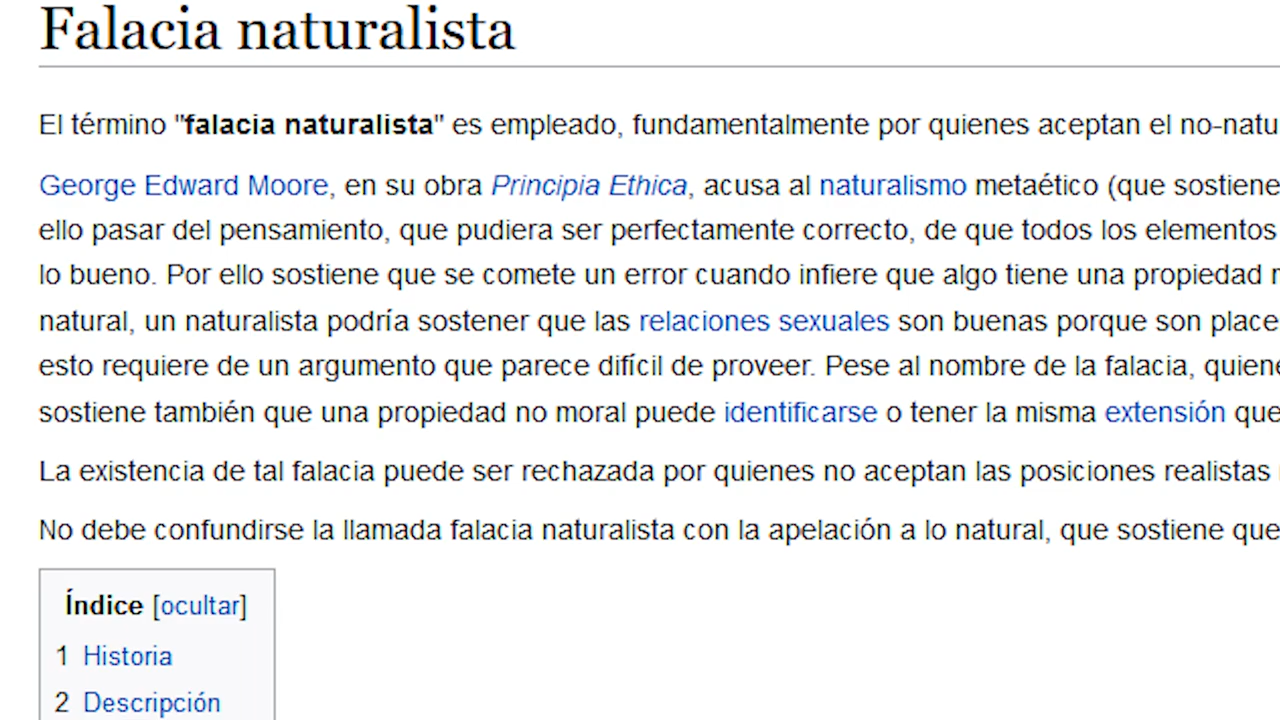 Falacia naturalista
El término "falacia naturalista" es empleado, fundamentalmente por quienes aceptan el no-natu
George Edward Moore, en su obra Principia Ethica, acusa al naturalismo metaético (que sostiene
ello pasar del pensamiento, que pudiera ser perfectamente correcto, de que todos los elementos
lo bueno. Por ello sostiene que se comete un error cuando infiere que algo tiene una propiedad
natural, un naturalista podría sostener que las relaciones sexuales son buenas porque son place
esto requiere de un argumento que parece difícil de proveer. Pese al nombre de la falacia, quiene
sostiene también que una propiedad no moral puede identificarse o tener la misma extensión que
La existencia de tal falacia puede ser rechazada por quienes no aceptan las posiciones realistas
No debe confundirse la llamada falacia naturalista con la apelación a lo natural, que sostiene que
Índice [ocultar]
1 Historia
2 Descripción